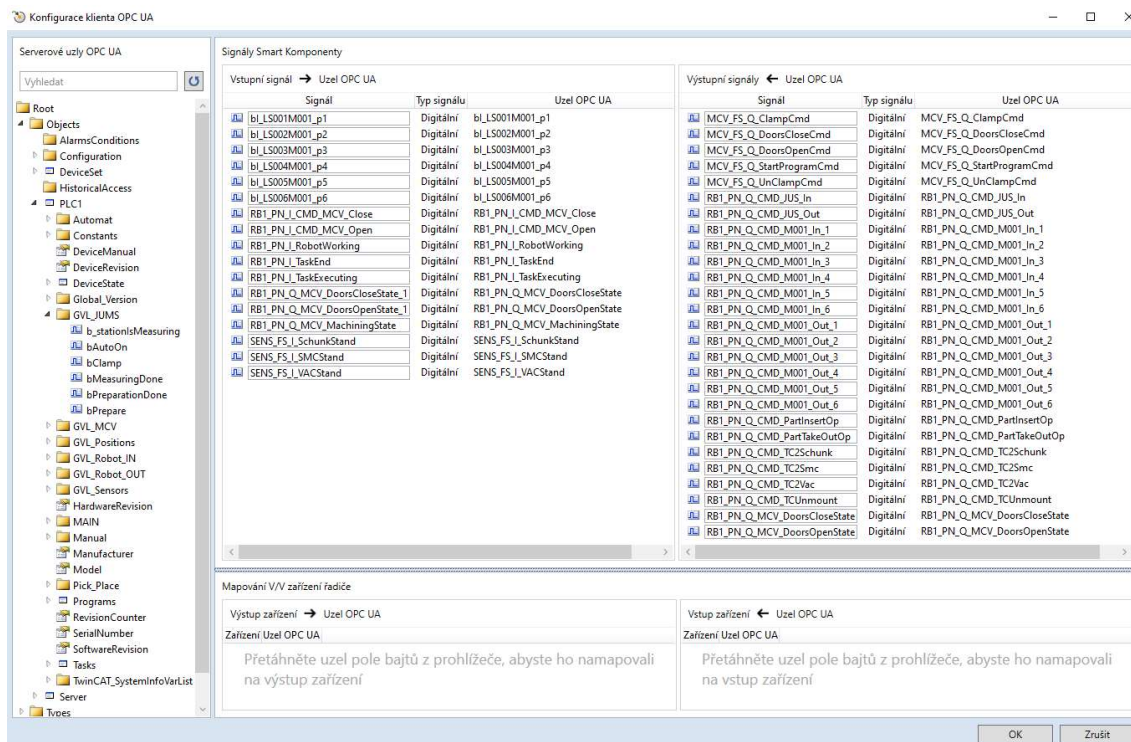 Konfigurace klienta OPC UA
Serverové uzly OPC UA
Vyhledat
Root
Objects
AlarmsConditions
Configuration
DeviceSet
HistoricalAccess
PLC1
Automat
Constants
DeviceManual
DeviceRevision
DeviceState
Global_Version
GVL_JUMS
b_stationIsMeasuring
bAutoOn
bClamp
bMeasuringDone
bPreparationDone
bPrepare
GVL_MCV
GVL_Positions
GVL_Robot_IN
GVL_Robot_OUT
GVL_Sensors
HardwareRevision
MAIN
Manual
Manufacturer
Model
Pick_Place
Programs
RevisionCounter
SerialNumber
SoftwareRevision
Tasks
TwinCAT_SystemInfoVarList
Server
Types
Signály Smart Komponenty
Vstupní signál → Uzel OPC UA
Signál Typ signálu Uzel OPC UA
bI_LS001M001_p1 Digitální bI_LS001M001_p1
bI_LS002M001_p2 Digitální bI_LS002M001_p2
bI_LS003M001_p3 Digitální bI_LS003M001_p3
bI_LS004M001_p4 Digitální bI_LS004M001_p4
bI_LS005M001_p5 Digitální bI_LS005M001_p5
bI_LS006M001_p6 Digitální bI_LS006M001_p6
RB1_PN_I_CMD_MCV_Close Digitální RB1_PN_I_CMD_MCV_Close
RB1_PN_I_CMD_MCV_Open Digitální RB1_PN_I_CMD_MCV_Open
RB1_PN_I_RobotWorking Digitální RB1_PN_I_RobotWorking
RB1_PN_I_TaskEnd Digitální RB1_PN_I_TaskEnd
RB1_PN_I_TaskExecuting Digitální RB1_PN_I_TaskExecuting
RB1_PN_Q_MCV_DoorsCloseState_1 Digitální RB1_PN_Q_MCV_DoorsCloseState
RB1_PN_Q_MCV_DoorsOpenState_1 Digitální RB1_PN_Q_MCV_DoorsOpenState
RB1_PN_Q_MCV_MachiningState Digitální RB1_PN_Q_MCV_MachiningState
SENS_FS_I_SchunkStand Digitální SENS_FS_I_SchunkStand
SENS_FS_I_SMCStand Digitální SENS_FS_I_SMCStand
SENS_FS_I_VACStand Digitální SENS_FS_I_VACStand
Výstupní signály ← Uzel OPC UA
Signál Typ signálu Uzel OPC UA
MCV_FS_Q_ClampCmd Digitální MCV_FS_Q_ClampCmd
MCV_FS_Q_DoorsCloseCmd Digitální MCV_FS_Q_DoorsCloseCmd
MCV_FS_Q_DoorsOpenCmd Digitální MCV_FS_Q_DoorsOpenCmd
MCV_FS_Q_StartProgramCmd Digitální MCV_FS_Q_StartProgramCmd
MCV_FS_Q_UnClampCmd Digitální MCV_FS_Q_UnClampCmd
RB1_PN_Q_CMD_JUS_In Digitální RB1_PN_Q_CMD_JUS_In
RB1_PN_Q_CMD_JUS_Out Digitální RB1_PN_Q_CMD_JUS_Out
RB1_PN_Q_CMD_M001_In_1 Digitální RB1_PN_Q_CMD_M001_In_1
RB1_PN_Q_CMD_M001_In_2 Digitální RB1_PN_Q_CMD_M001_In_2
RB1_PN_Q_CMD_M001_In_3 Digitální RB1_PN_Q_CMD_M001_In_3
RB1_PN_Q_CMD_M001_In_4 Digitální RB1_PN_Q_CMD_M001_In_4
RB1_PN_Q_CMD_M001_In_5 Digitální RB1_PN_Q_CMD_M001_In_5
RB1_PN_Q_CMD_M001_In_6 Digitální RB1_PN_Q_CMD_M001_In_6
RB1_PN_Q_CMD_M001_Out_1 Digitální RB1_PN_Q_CMD_M001_Out_1
RB1_PN_Q_CMD_M001_Out_2 Digitální RB1_PN_Q_CMD_M001_Out_2
RB1_PN_Q_CMD_M001_Out_3 Digitální RB1_PN_Q_CMD_M001_Out_3
RB1_PN_Q_CMD_M001_Out_4 Digitální RB1_PN_Q_CMD_M001_Out_4
RB1_PN_Q_CMD_M001_Out_5 Digitální RB1_PN_Q_CMD_M001_Out_5
RB1_PN_Q_CMD_M001_Out_6 Digitální RB1_PN_Q_CMD_M001_Out_6
RB1_PN_Q_CMD_PartInsertOp Digitální RB1_PN_Q_CMD_PartInsertOp
RB1_PN_Q_CMD_PartTakeOutOp Digitální RB1_PN_Q_CMD_PartTakeOutOp
RB1_PN_Q_CMD_TC2Schunk Digitální RB1_PN_Q_CMD_TC2Schunk
RB1_PN_Q_CMD_TC2Smc Digitální RB1_PN_Q_CMD_TC2Smc
RB1_PN_Q_CMD_TC2Vac Digitální RB1_PN_Q_CMD_TC2Vac
RB1_PN_Q_CMD_TCUnmount Digitální RB1_PN_Q_CMD_TCUnmount
RB1_PN_Q_MCV_DoorsCloseState Digitální RB1_PN_Q_MCV_DoorsCloseState
RB1_PN_Q_MCV_DoorsOpenState Digitální RB1_PN_Q_MCV_DoorsOpenState
Mapování V/V zařízení řadiče
Výstup zařízení → Uzel OPC UA
Zařízení Uzel OPC UA
Přetáhněte uzel pole bajtů z prohlížeče, abyste ho namapovali
na výstup zařízení
Vstup zařízení ← Uzel OPC UA
Zařízení Uzel OPC UA
Přetáhněte uzel pole bajtů z prohlížeče, abyste ho namapovali
na vstup zařízení
OK
Zrušit